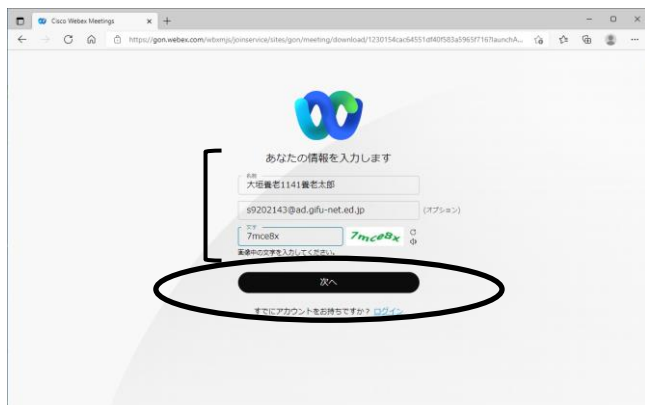 Cisco Webex Meetings
https://gon.webex.com/wbxmjs/joinservice/sites/gon/meeting/download/1230154cac64551df40f583a5965f716?launchA...
あなたの情報を入力します
名前
大垣養老1141養老太郎
s9202143@ad.gifu-net.ed.jp (オプション)
文字
7mce8x 7mce8x
画像中の文字を入力してください。
次へ
すでにアカウントをお持ちですか? ログイン